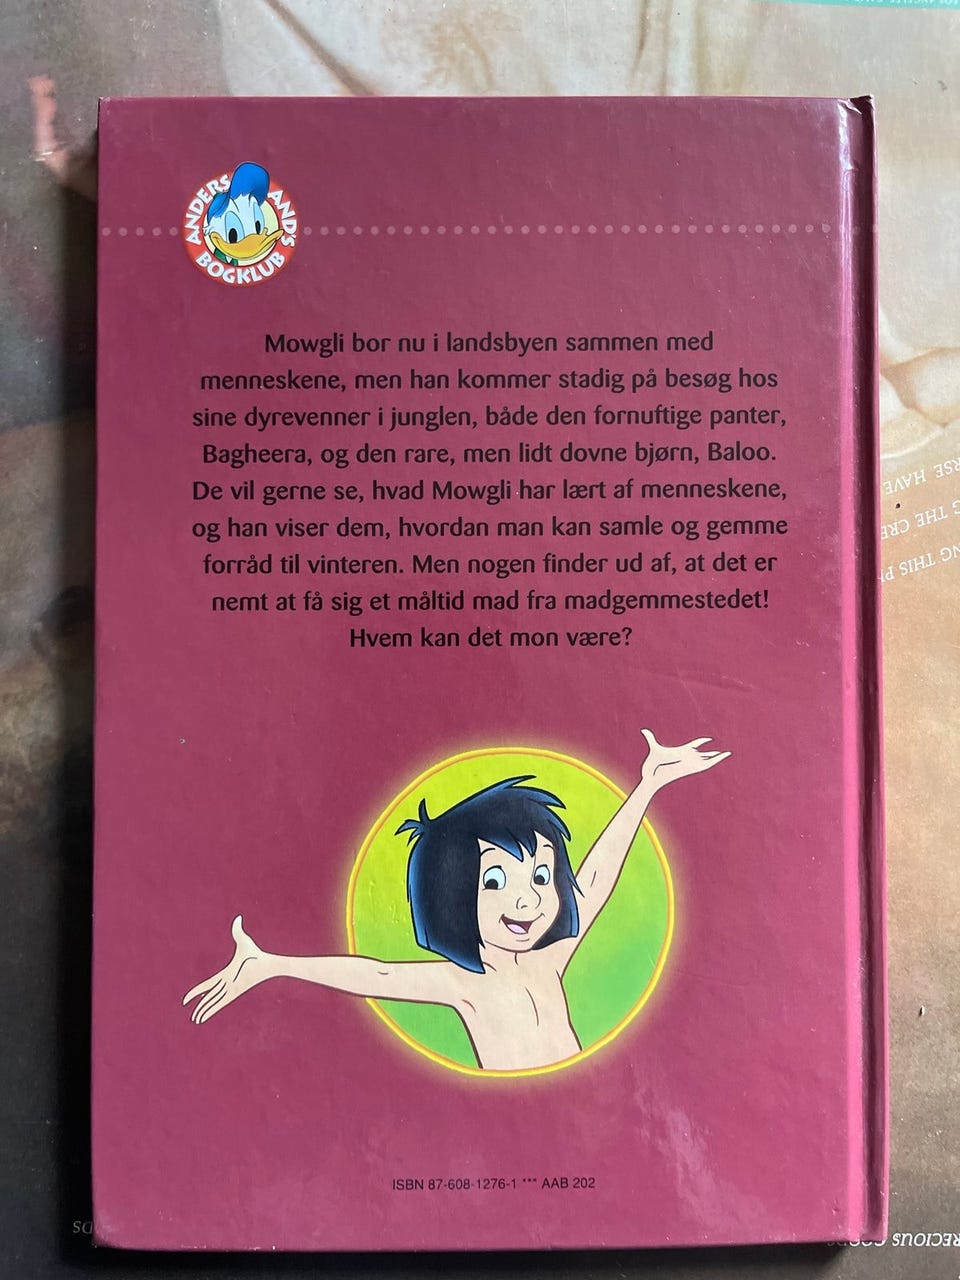 ANDERS AND'S BOGKLUB
Mowgli bor nu i landsbyen sammen med
menneskene, men han kommer stadig på besøg hos
sine dyrevenner i junglen, både den fornuftige panter,
Bagheera, og den rare, men lidt dovne bjørn, Baloo.
De vil gerne se, hvad Mowgli har lært af menneskene,
og han viser dem, hvordan man kan samle og gemme
forråd til vinteren. Men nogen finder ud af, at det er
nemt at få sig et måltid mad fra madgemmestedet!
Hvem kan det mon være?
ISBN 87-608-1276-1 *** AAB 202
HAVE
THE
THIS